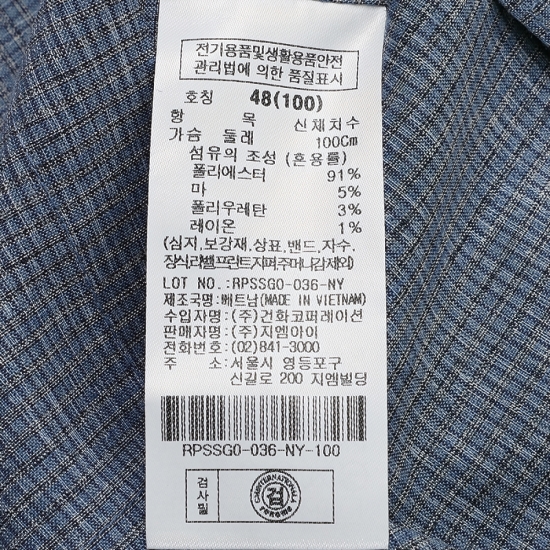 전기용품및생활용품안전
관리법에 의한 품질표시
호칭 48(100)
항 목 신체치수
가슴 둘레 100Cm
섬유의 조성 (혼용률)
폴리에스터 91%
마 5%
폴리우레탄 3%
레이온 1%
(심지,보강재,상표,밴드,자수,
장식라벨프린트지퍼,주머니감제외)
LOT NO.:RPSSG0-036-NY
제조국명:베트남(MADE IN VIETNAM)
수입자명:(주)건화코퍼레이션
판매자명:(주)지엠아이
전화번호:(02)841-3000
주 소:서울시 영등포구
신길로 200 지엠빌딩
RPSSG0-036-NY-100
검사필
INTERNATIONAL
검